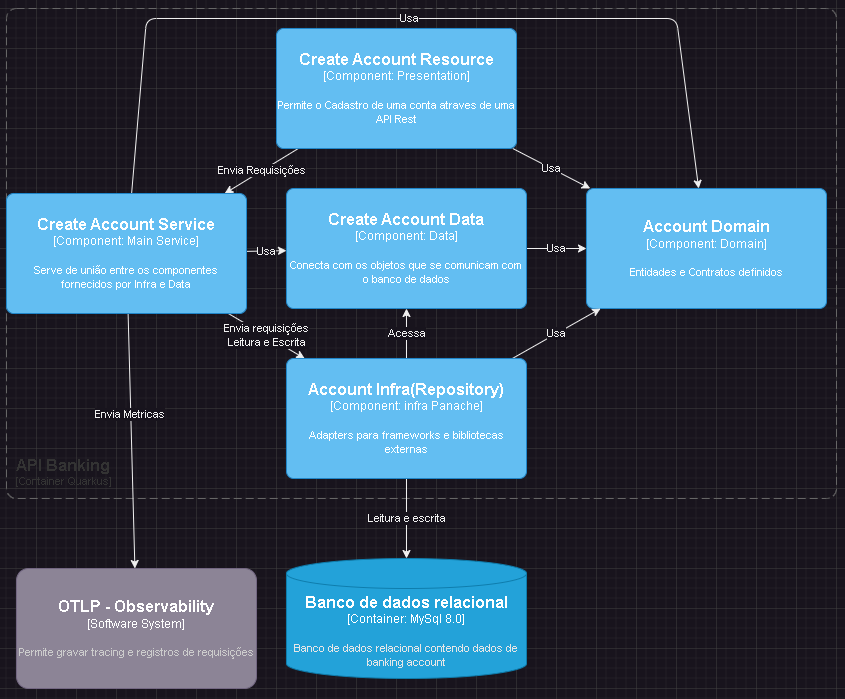 Usa
Create Account Resource
[Component: Presentation]
Permite o Cadastro de uma conta atraves de uma
API Rest
Envia Requisições
Usa
Create Account Service
[Component: Main Service]
Serve de união entre os componentes
fornecidos por Infra e Data
Usa
Create Account Data
[Component: Data]
Conecta com os objetos que se comunicam com
o banco de dados
Usa
Account Domain
[Component: Domain]
Entidades e Contratos definidos
Envia requisições
Leitura e Escrita
Acessa
Usa
Account Infra(Repository)
[Component: infra Panache]
Adapters para frameworks e bibliotecas
externas
Envia Metricas
API Banking
[Container Quarkus]
Leitura e escrita
OTLP - Observability
[Software System]
Permite gravar tracing e registros de requisições
Banco de dados relacional
[Container: MySql 8.0]
Banco de dados relacional contendo dados de
banking account